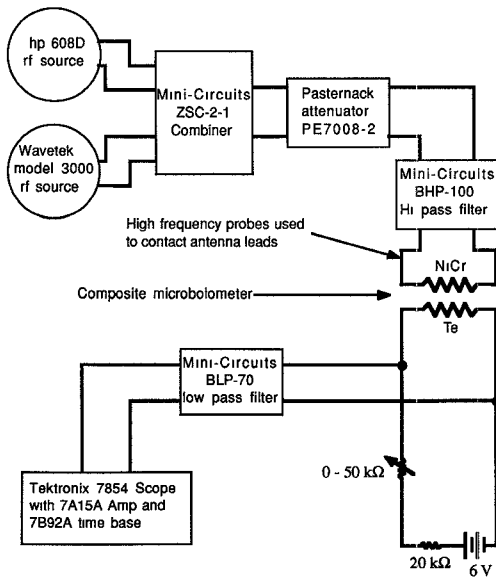 hp 608D
rf source
Mini-Circuits
ZSC-2-1
Combiner
Pasternack
attenuator
PE7008-2
Wavetek
model 3000
rf source
Mini-Circuits
BHP-100
Hi pass filter
High frequency probes used
to contact antenna leads
NiCr
Composite microbolometer
Te
Mini-Circuits
BLP-70
low pass filter
0 - 50 kΩ
Tektronix 7854 Scope
with 7A15A Amp and
7B92A time base
20 kΩ
6 V